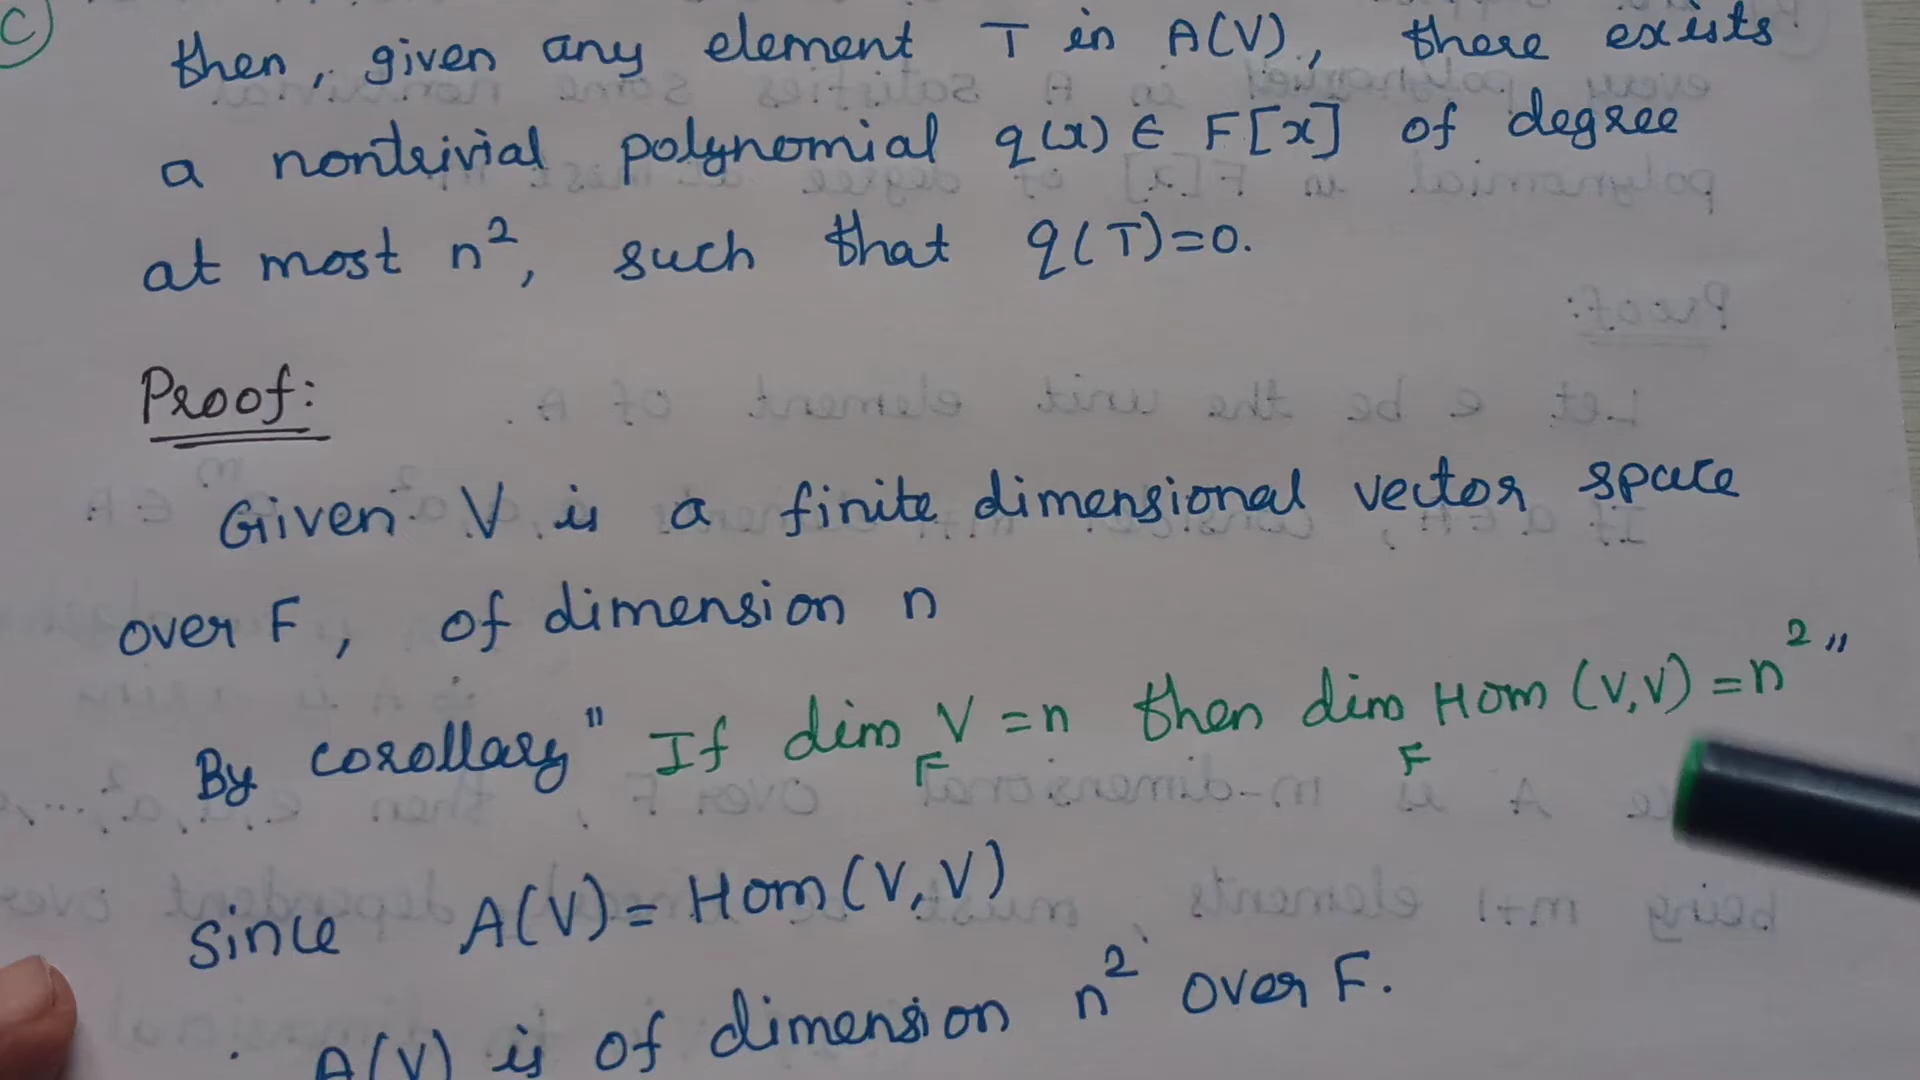 C
then, given any element T in A(V), there exists
a nontrivial polynomial q(x) ∈ F[x] of degree
at most n², such that q(T)=0.
Proof:
Given V is a finite dimensional vector space
over F, of dimension n
By corollary " If dim_F V = n then dim_F Hom (V,V) = n² "
Since A(V) = Hom(V,V)
A(V) is of dimension n² over F.